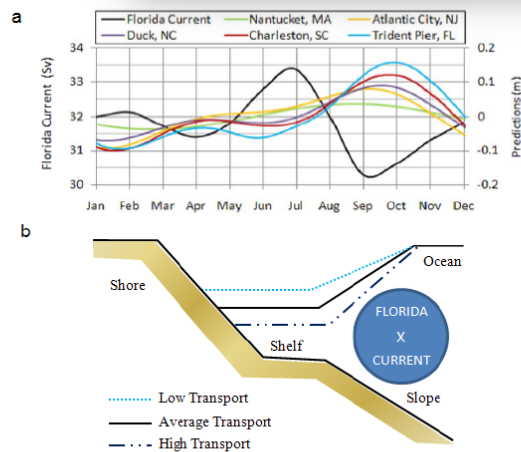 a
Florida Current Nantucket, MA Atlantic City, NJ
Duck, NC Charleston, SC Trident Pier, FL
Florida Current (Sv)
34
33
32
31
30
0.2
0.1
0
-0.1
-0.2
Predictions(m)
Jan Feb Mar Apr May Jun Jul Aug Sep Oct Nov Dec
b
Shore
Ocean
FLORIDA
X
CURRENT
Shelf
Slope
Low Transport
Average Transport
High Transport